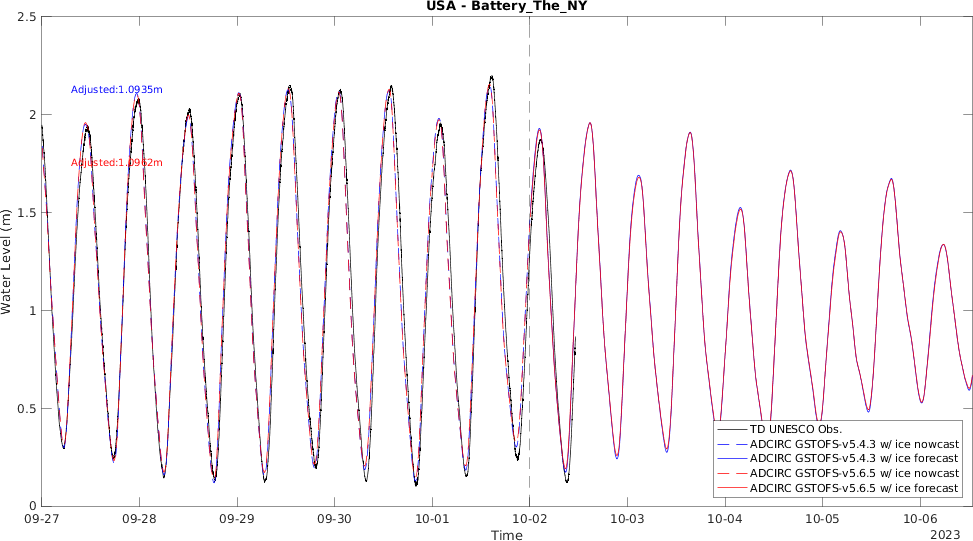 USA - Battery_The_NY
2.5
2
1.5
1
0.5
0
Water Level (m)
Adjusted:1.0935m
Adjusted:1.0962m
TD UNESCO Obs.
ADCIRC GSTOFS-v5.4.3 w/ ice nowcast
ADCIRC GSTOFS-v5.4.3 w/ ice forecast
ADCIRC GSTOFS-v5.6.5 w/ ice nowcast
ADCIRC GSTOFS-v5.6.5 w/ ice forecast
09-27 09-28 09-29 09-30 10-01 10-02 10-03 10-04 10-05 10-06
Time
2023